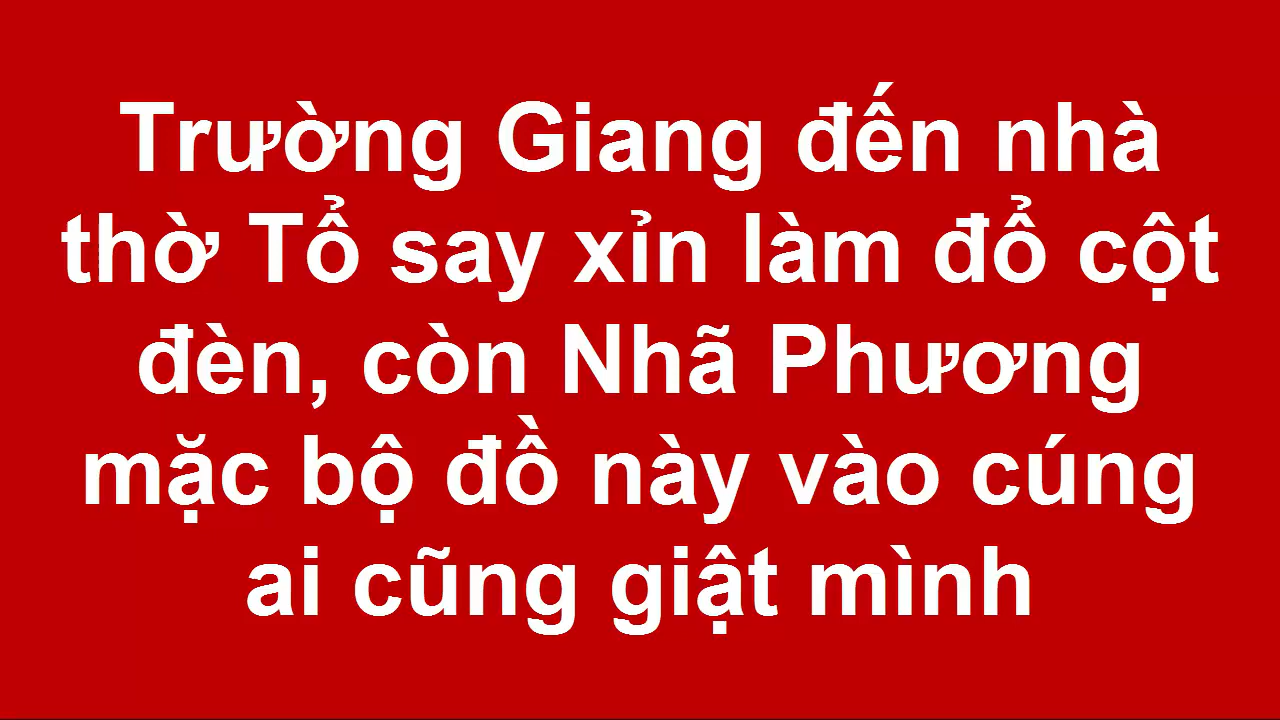 Trường Giang đến nhà
thờ Tổ say xỉn làm đổ cột
đèn, còn Nhã Phương
mặc bộ đồ này vào cúng
ai cũng giật mình